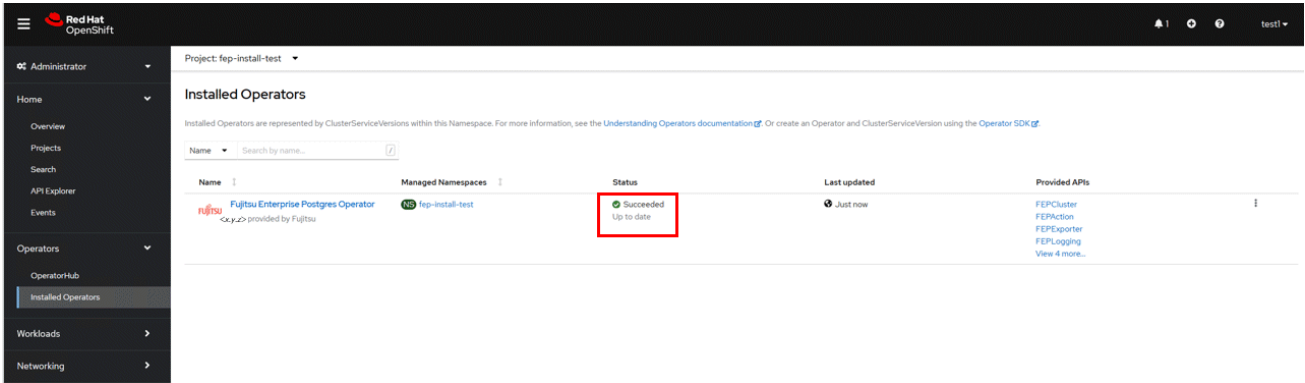 Red Hat
OpenShift
1
test1
Administrator
Project: fep-install-test
Home
Overview
Projects
Search
API Explorer
Events
Operators
OperatorHub
Installed Operators
Workloads
Networking
Installed Operators
Installed Operators are represented by ClusterServiceVersions within this Namespace. For more information, see the Understanding Operators documentation. Or create an Operator and ClusterServiceVersion using the Operator SDK.
Name Search by name... /
Name Managed Namespaces Status Last updated Provided APIs
FUJITSU Fujitsu Enterprise Postgres Operator NS fep-install-test Succeeded Just now FEPCluster
<x.y.z> provided by Fujitsu Up to date FEPAction
FEPExporter
FEPLogging
View 4 more...